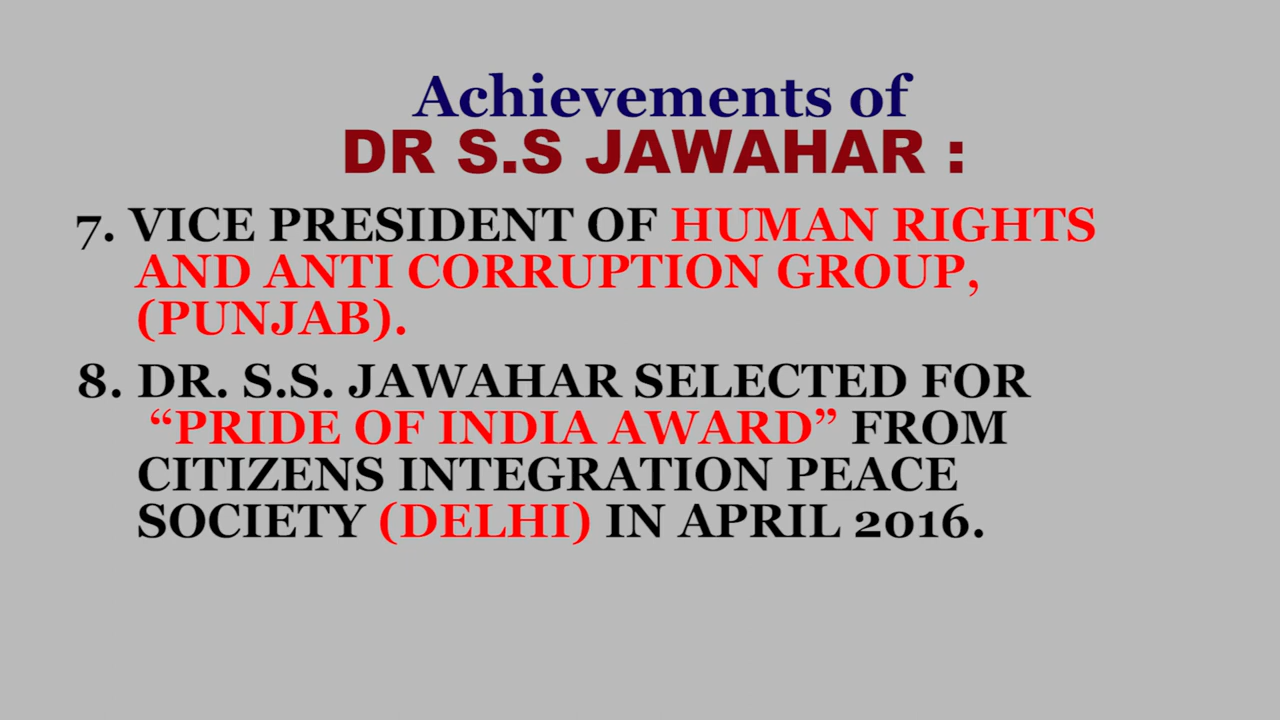 Achievements of
DR S.S JAWAHAR :
7. VICE PRESIDENT OF HUMAN RIGHTS
AND ANTI CORRUPTION GROUP,
(PUNJAB).
8. DR. S.S. JAWAHAR SELECTED FOR
“PRIDE OF INDIA AWARD” FROM
CITIZENS INTEGRATION PEACE
SOCIETY (DELHI) IN APRIL 2016.